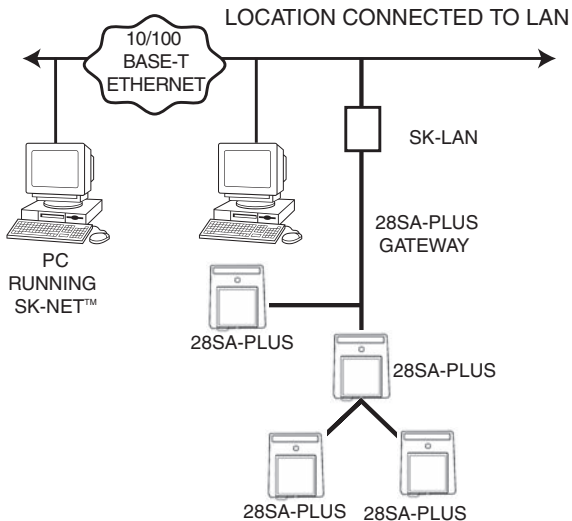 LOCATION CONNECTED TO LAN
10/100
BASE-T
ETHERNET
SK-LAN
PC
RUNNING
SK-NET™
28SA-PLUS
GATEWAY
28SA-PLUS
28SA-PLUS
28SA-PLUS
28SA-PLUS